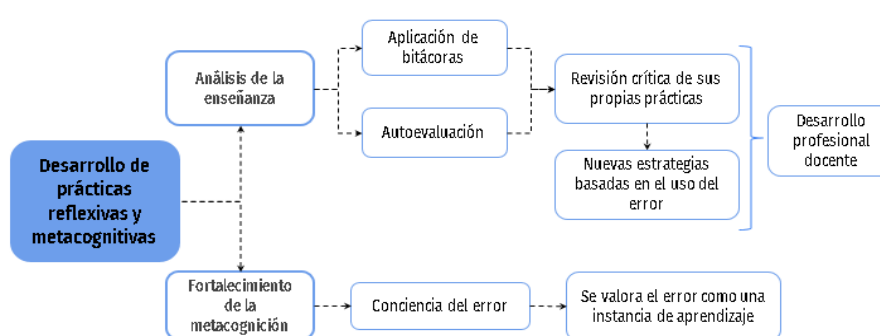 Desarrollo de
prácticas
reflexivas y
metacognitivas
Análisis de la
enseñanza
Aplicación de
bitácoras
Autoevaluación
Revisión crítica de sus
propias prácticas
Nuevas estrategias
basadas en el uso del
error
Desarrollo
profesional
docente
Fortalecimiento
de la
metacognición
Conciencia del error
Se valora el error como una
instancia de aprendizaje